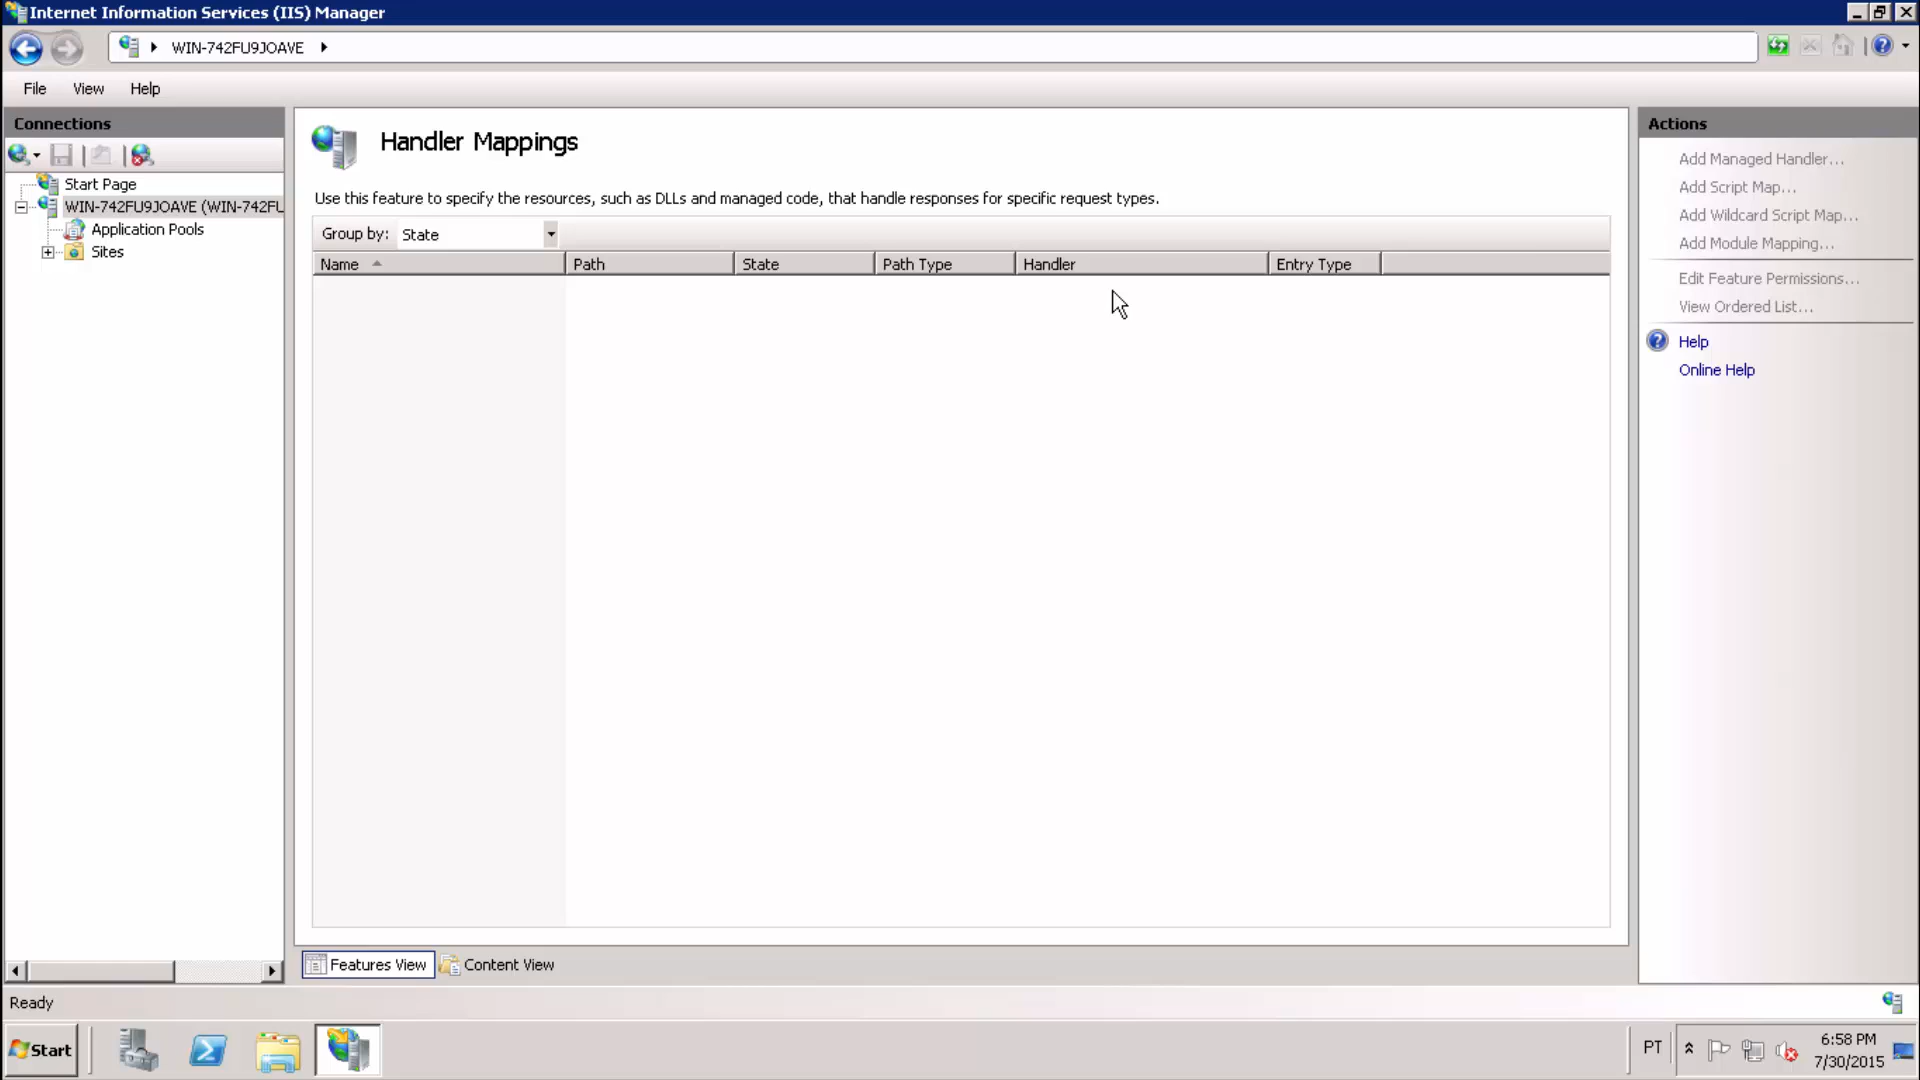 Internet Information Services (IIS) Manager
WIN-742FU9JOAVE
File View Help
Connections
Start Page
WIN-742FU9JOAVE (WIN-742FU
Application Pools
Sites
Handler Mappings
Use this feature to specify the resources, such as DLLs and managed code, that handle responses for specific request types.
Group by: State
Name Path State Path Type Handler Entry Type
Features View Content View
Actions
Add Managed Handler...
Add Script Map...
Add Wildcard Script Map...
Add Module Mapping...
Edit Feature Permissions...
View Ordered List...
Help
Online Help
Ready
Start
PT
6:58 PM
7/30/2015